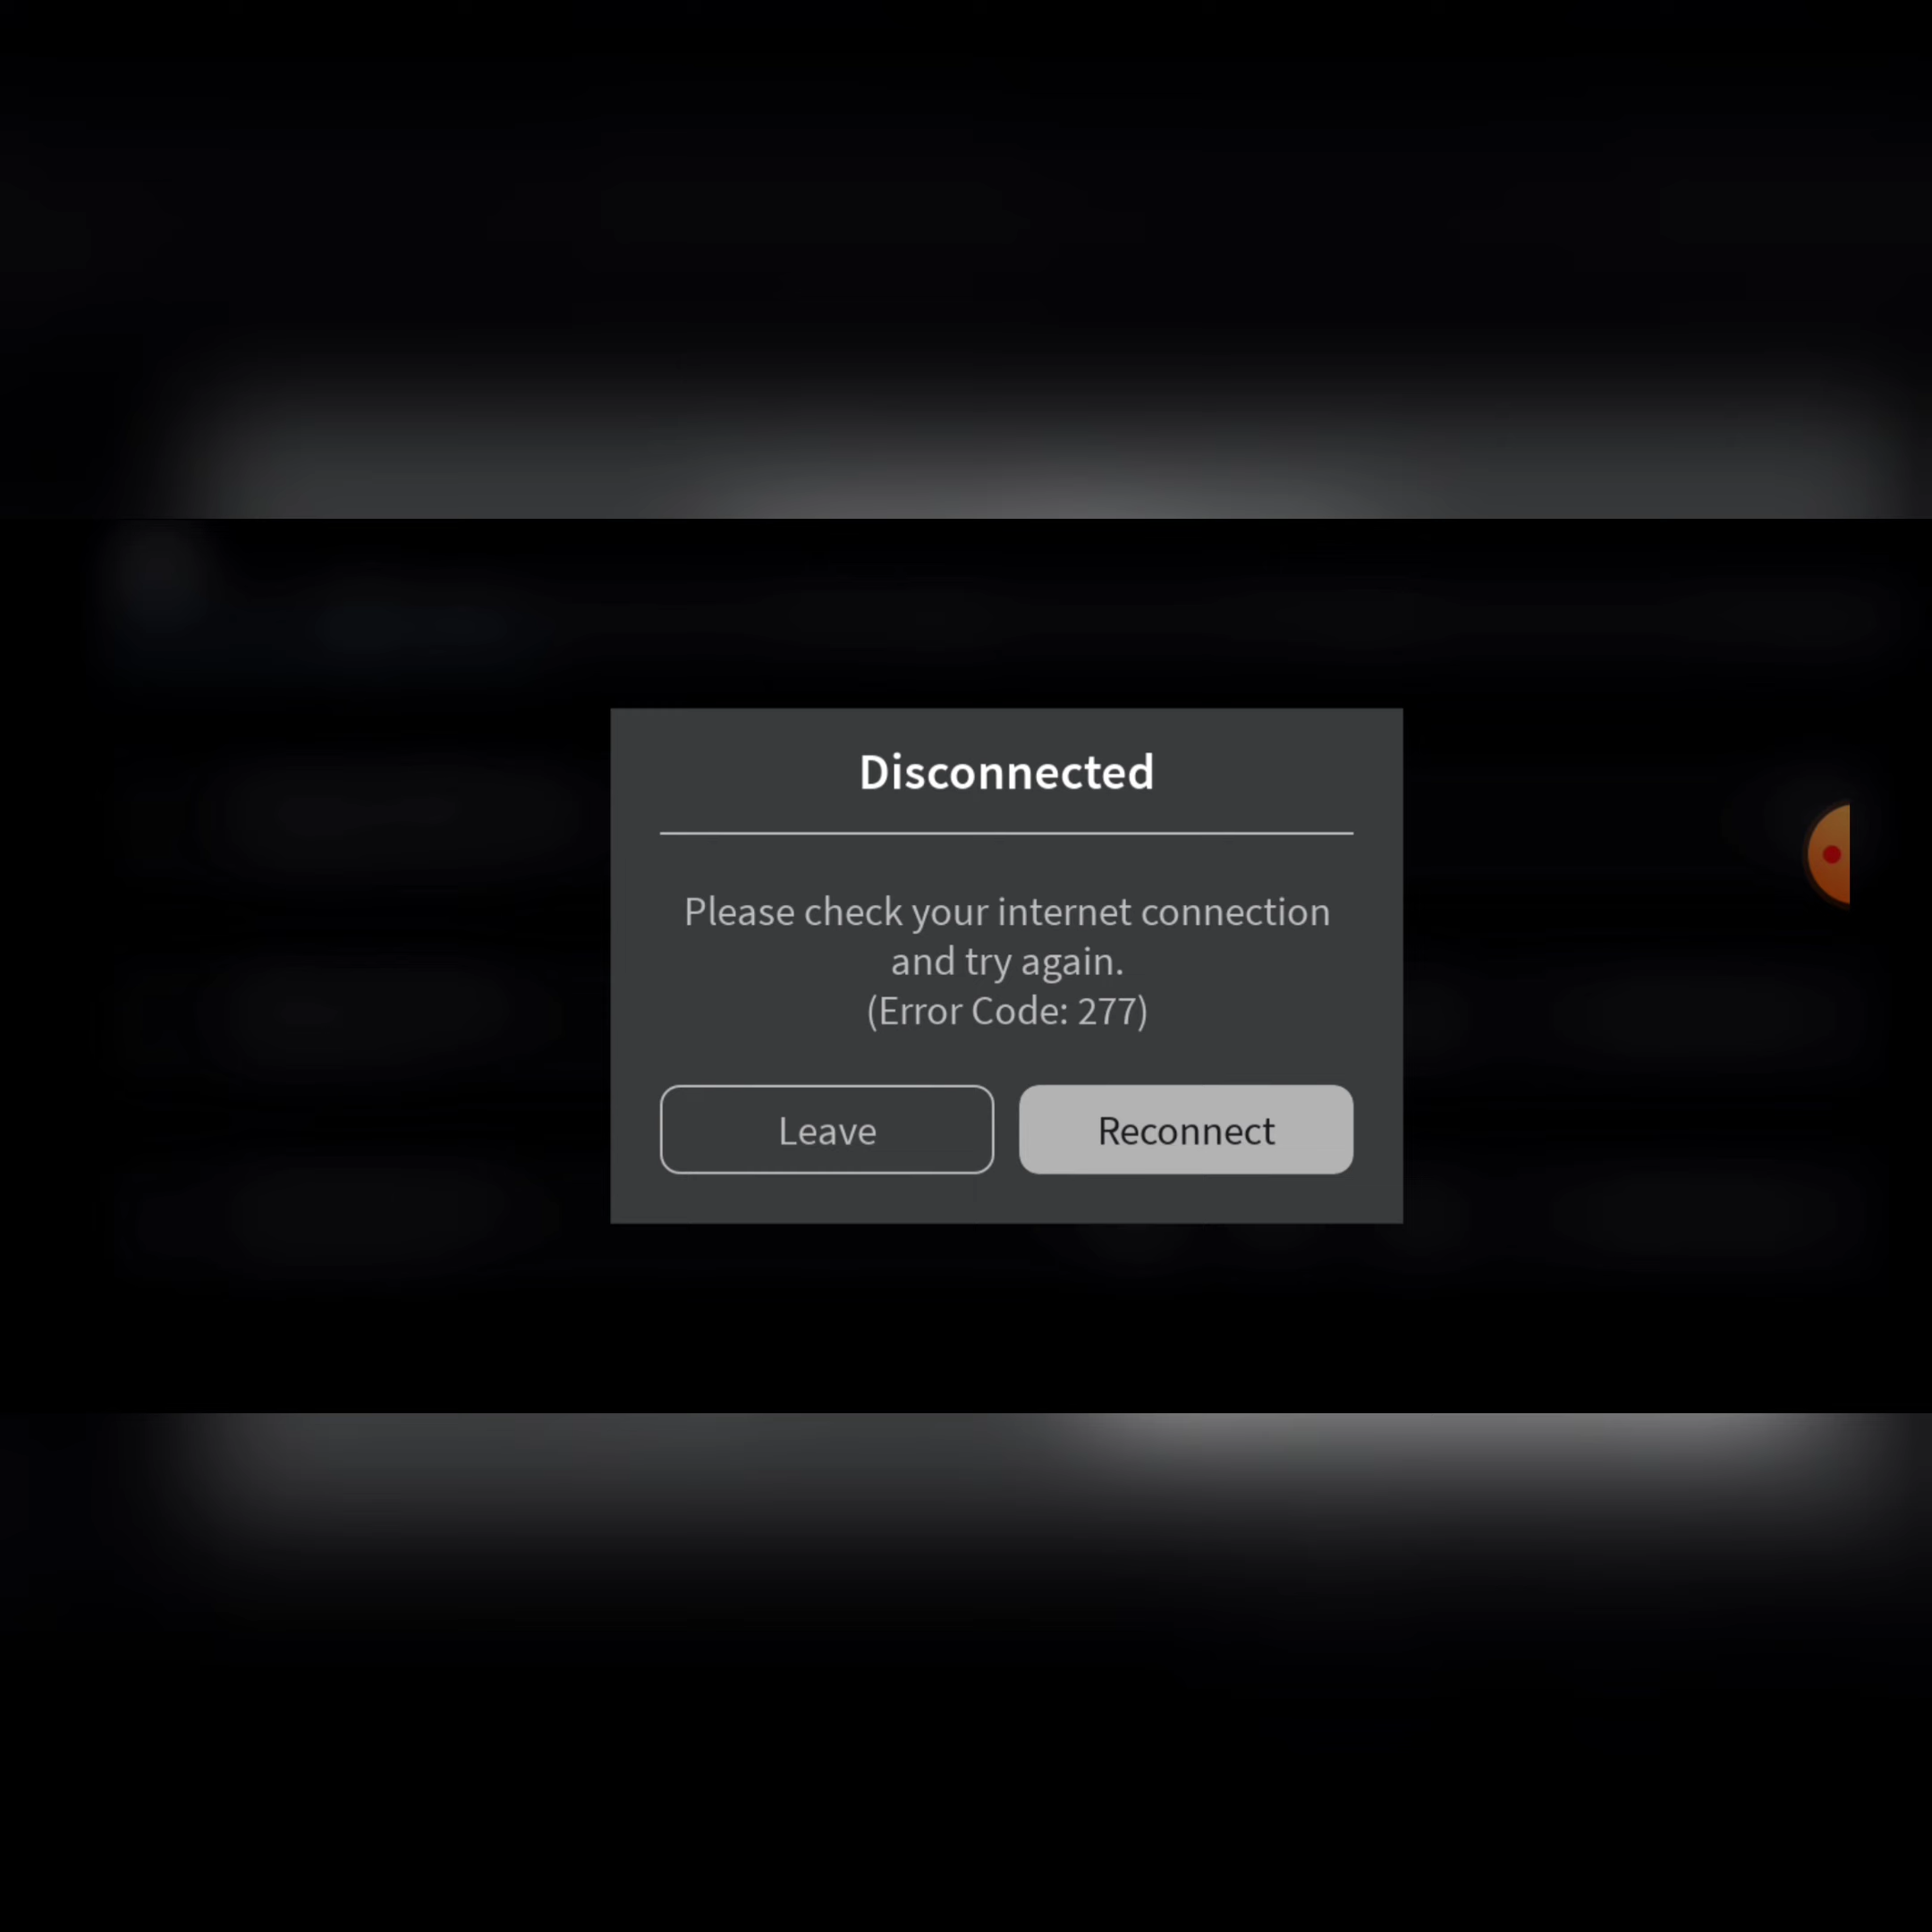 Disconnected
Please check your internet connection
and try again.
(Error Code: 277)
Leave
Reconnect